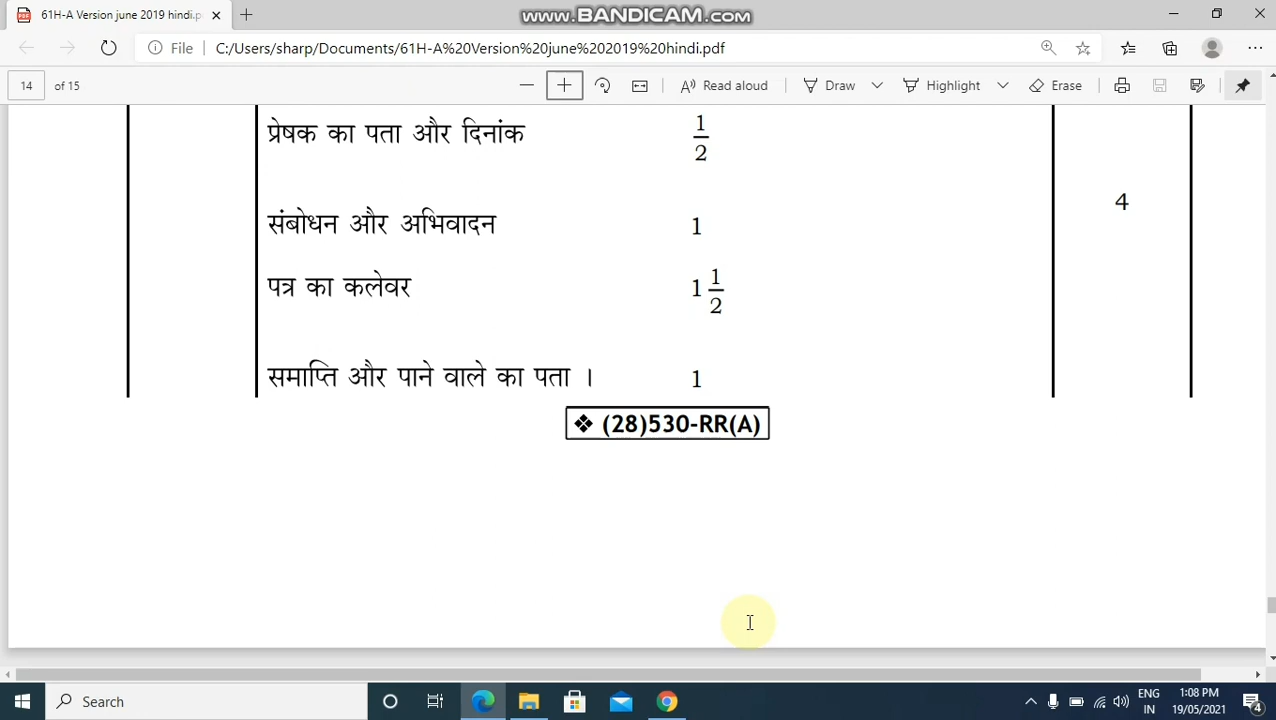 61H-A Version june 2019 hindi.p
www.BANDICAM.com
File
C:/Users/sharp/Documents/61H-A%20Version%20june%202019%20hindi.pdf
14 of 15
Read aloud
Draw
Highlight
Erase
प्रेषक का पता और दिनांक 1/2
4
संबोधन और अभिवादन 1
पत्र का कलेवर 1 1/2
समाप्ति और पाने वाले का पता । 1
❖ (28)530-RR(A)
Search
ENG
IN
1:08 PM
19/05/2021
4